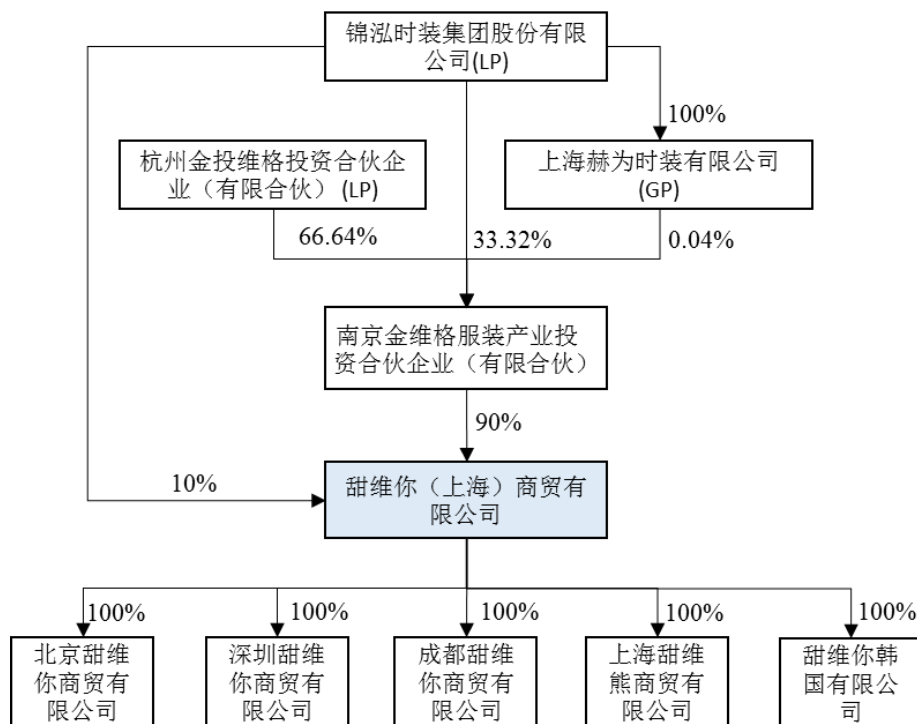 锦泓时装集团股份有限
公司(LP)
100%
杭州金投维格投资合伙企
业（有限合伙）(LP)
上海赫为时装有限公司
(GP)
66.64%
33.32%
0.04%
南京金维格服装产业投
资合伙企业（有限合伙）
90%
10%
甜维你（上海）商贸有
限公司
100%
100%
100%
100%
100%
北京甜维
你商贸有
限公司
深圳甜维
你商贸有
限公司
成都甜维
你商贸有
限公司
上海甜维
熊商贸有
限公司
甜维你韩
国有限公
司